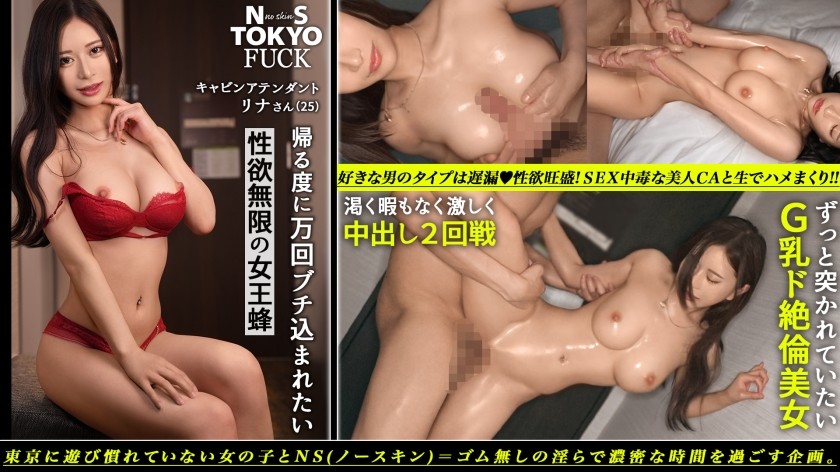 NS
no skin
TOKYO
FUCK
キャビンアテンダント
リナさん(25)
帰る度に万回ブチ込まれたい
性欲無限の女王蜂
好きな男のタイプは遅漏♥性欲旺盛!SEX中毒な美人CAと生でハメまくり!!
渇く暇もなく激しく
中出し2回戦
ずっと突かれていたい
G乳ド絶倫美女
東京に遊び慣れていない女の子とNS(ノースキン)=ゴム無しの淫らで濃密な時間を過ごす企画。